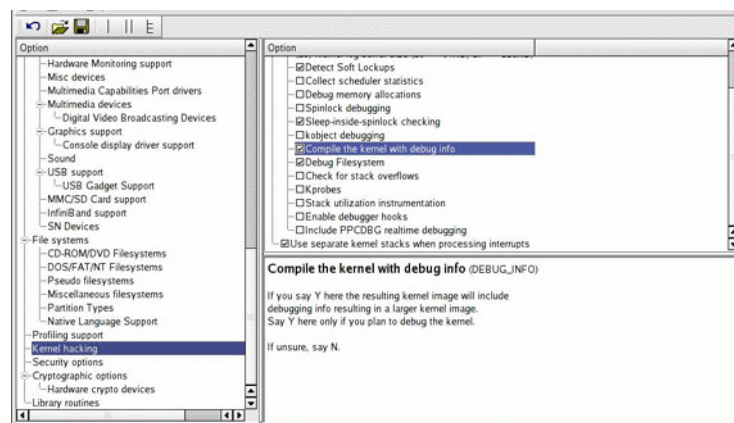 Option
Hardware Monitoring support
Misc devices
Multimedia Capabilities Port drivers
Multimedia devices
Digital Video Broadcasting Devices
Graphics support
Console display driver support
Sound
USB support
USB Gadget Support
MMC/SD Card support
InfiniBand support
SN Devices
File systems
CD-ROM/DVD Filesystems
DOS/FAT/NT Filesystems
Pseudo filesystems
Miscellaneous filesystems
Partition Types
Native Language Support
Profiling support
Kernel hacking
Security options
Cryptographic options
Hardware crypto devices
Library routines
Option
Detect Soft Lockups
Collect scheduler statistics
Debug memory allocations
Spinlock debugging
Sleep-inside-spinlock checking
kobject debugging
Compile the kernel with debug info
Debug Filesystem
Check for stack overflows
Kprobes
Stack utilization instrumentation
Enable debugger hooks
Include PPCDBG realtime debugging
Use separate kernel stacks when processing interrupts
Compile the kernel with debug info (DEBUG_INFO)
If you say Y here the resulting kernel image will include
debugging info resulting in a larger kernel image.
Say Y here only if you plan to debug the kernel.
If unsure, say N.